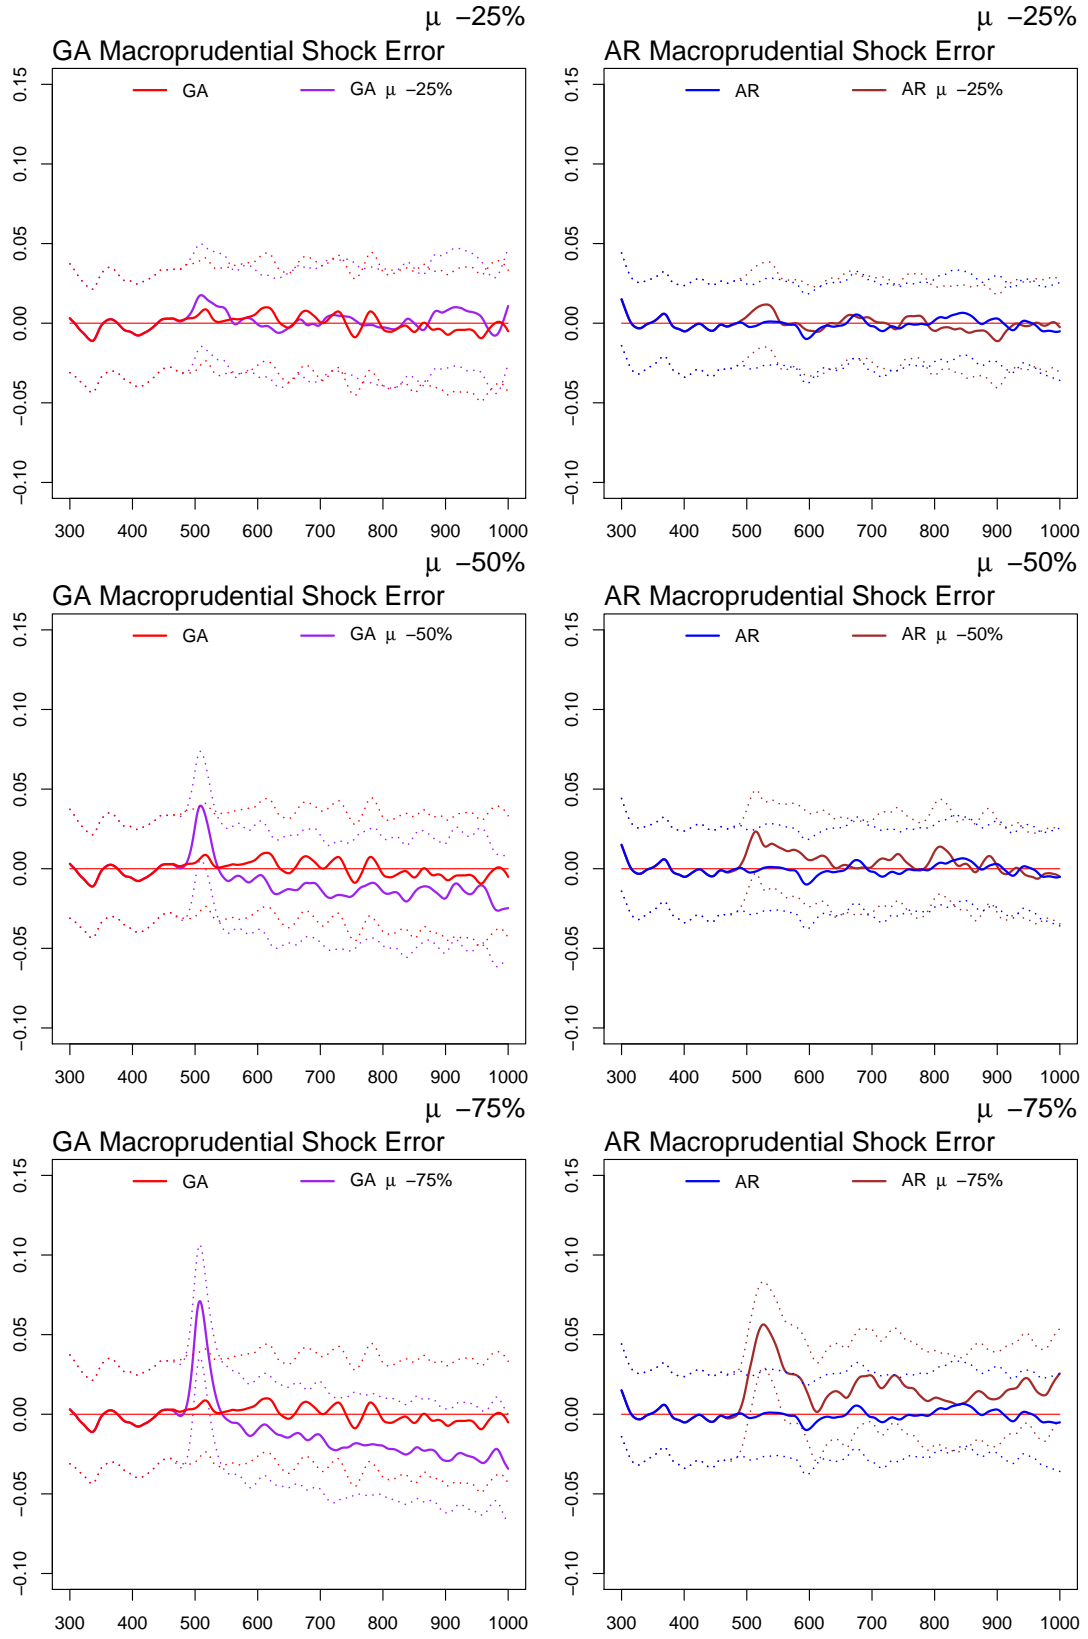 μ −25%
GA Macroprudential Shock Error
GA
GA μ −25%
0.15
0.10
0.05
0.00
−0.05
−0.10
300 400 500 600 700 800 900 1000
μ −25%
AR Macroprudential Shock Error
AR
AR μ −25%
0.15
0.10
0.05
0.00
−0.05
−0.10
300 400 500 600 700 800 900 1000
μ −50%
GA Macroprudential Shock Error
GA
GA μ −50%
0.15
0.10
0.05
0.00
−0.05
−0.10
300 400 500 600 700 800 900 1000
μ −50%
AR Macroprudential Shock Error
AR
AR μ −50%
0.15
0.10
0.05
0.00
−0.05
−0.10
300 400 500 600 700 800 900 1000
μ −75%
GA Macroprudential Shock Error
GA
GA μ −75%
0.15
0.10
0.05
0.00
−0.05
−0.10
300 400 500 600 700 800 900 1000
μ −75%
AR Macroprudential Shock Error
AR
AR μ −75%
0.15
0.10
0.05
0.00
−0.05
−0.10
300 400 500 600 700 800 900 1000